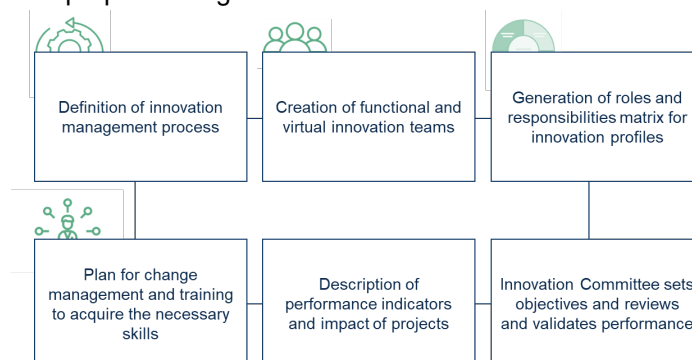 Definition of innovation
management process
Creation of functional and
virtual innovation teams
Generation of roles and
responsibilities matrix for
innovation profiles
Plan for change
management and training
to acquire the necessary
skills
Description of
performance indicators
and impact of projects
Innovation Committee sets
objectives and reviews
and validates performance